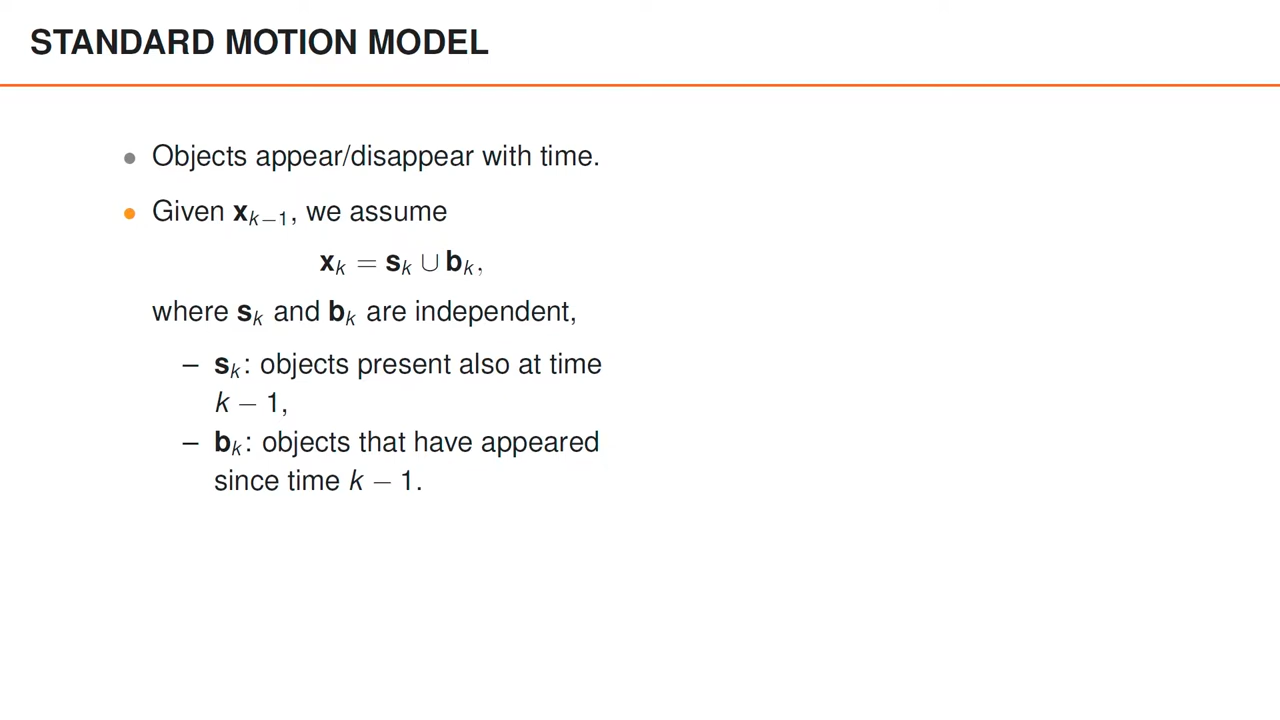 STANDARD MOTION MODEL
• Objects appear/disappear with time.
• Given x_{k−1}, we assume
x_k = s_k ∪ b_k,
where s_k and b_k are independent,
– s_k: objects present also at time
k − 1,
– b_k: objects that have appeared
since time k − 1.